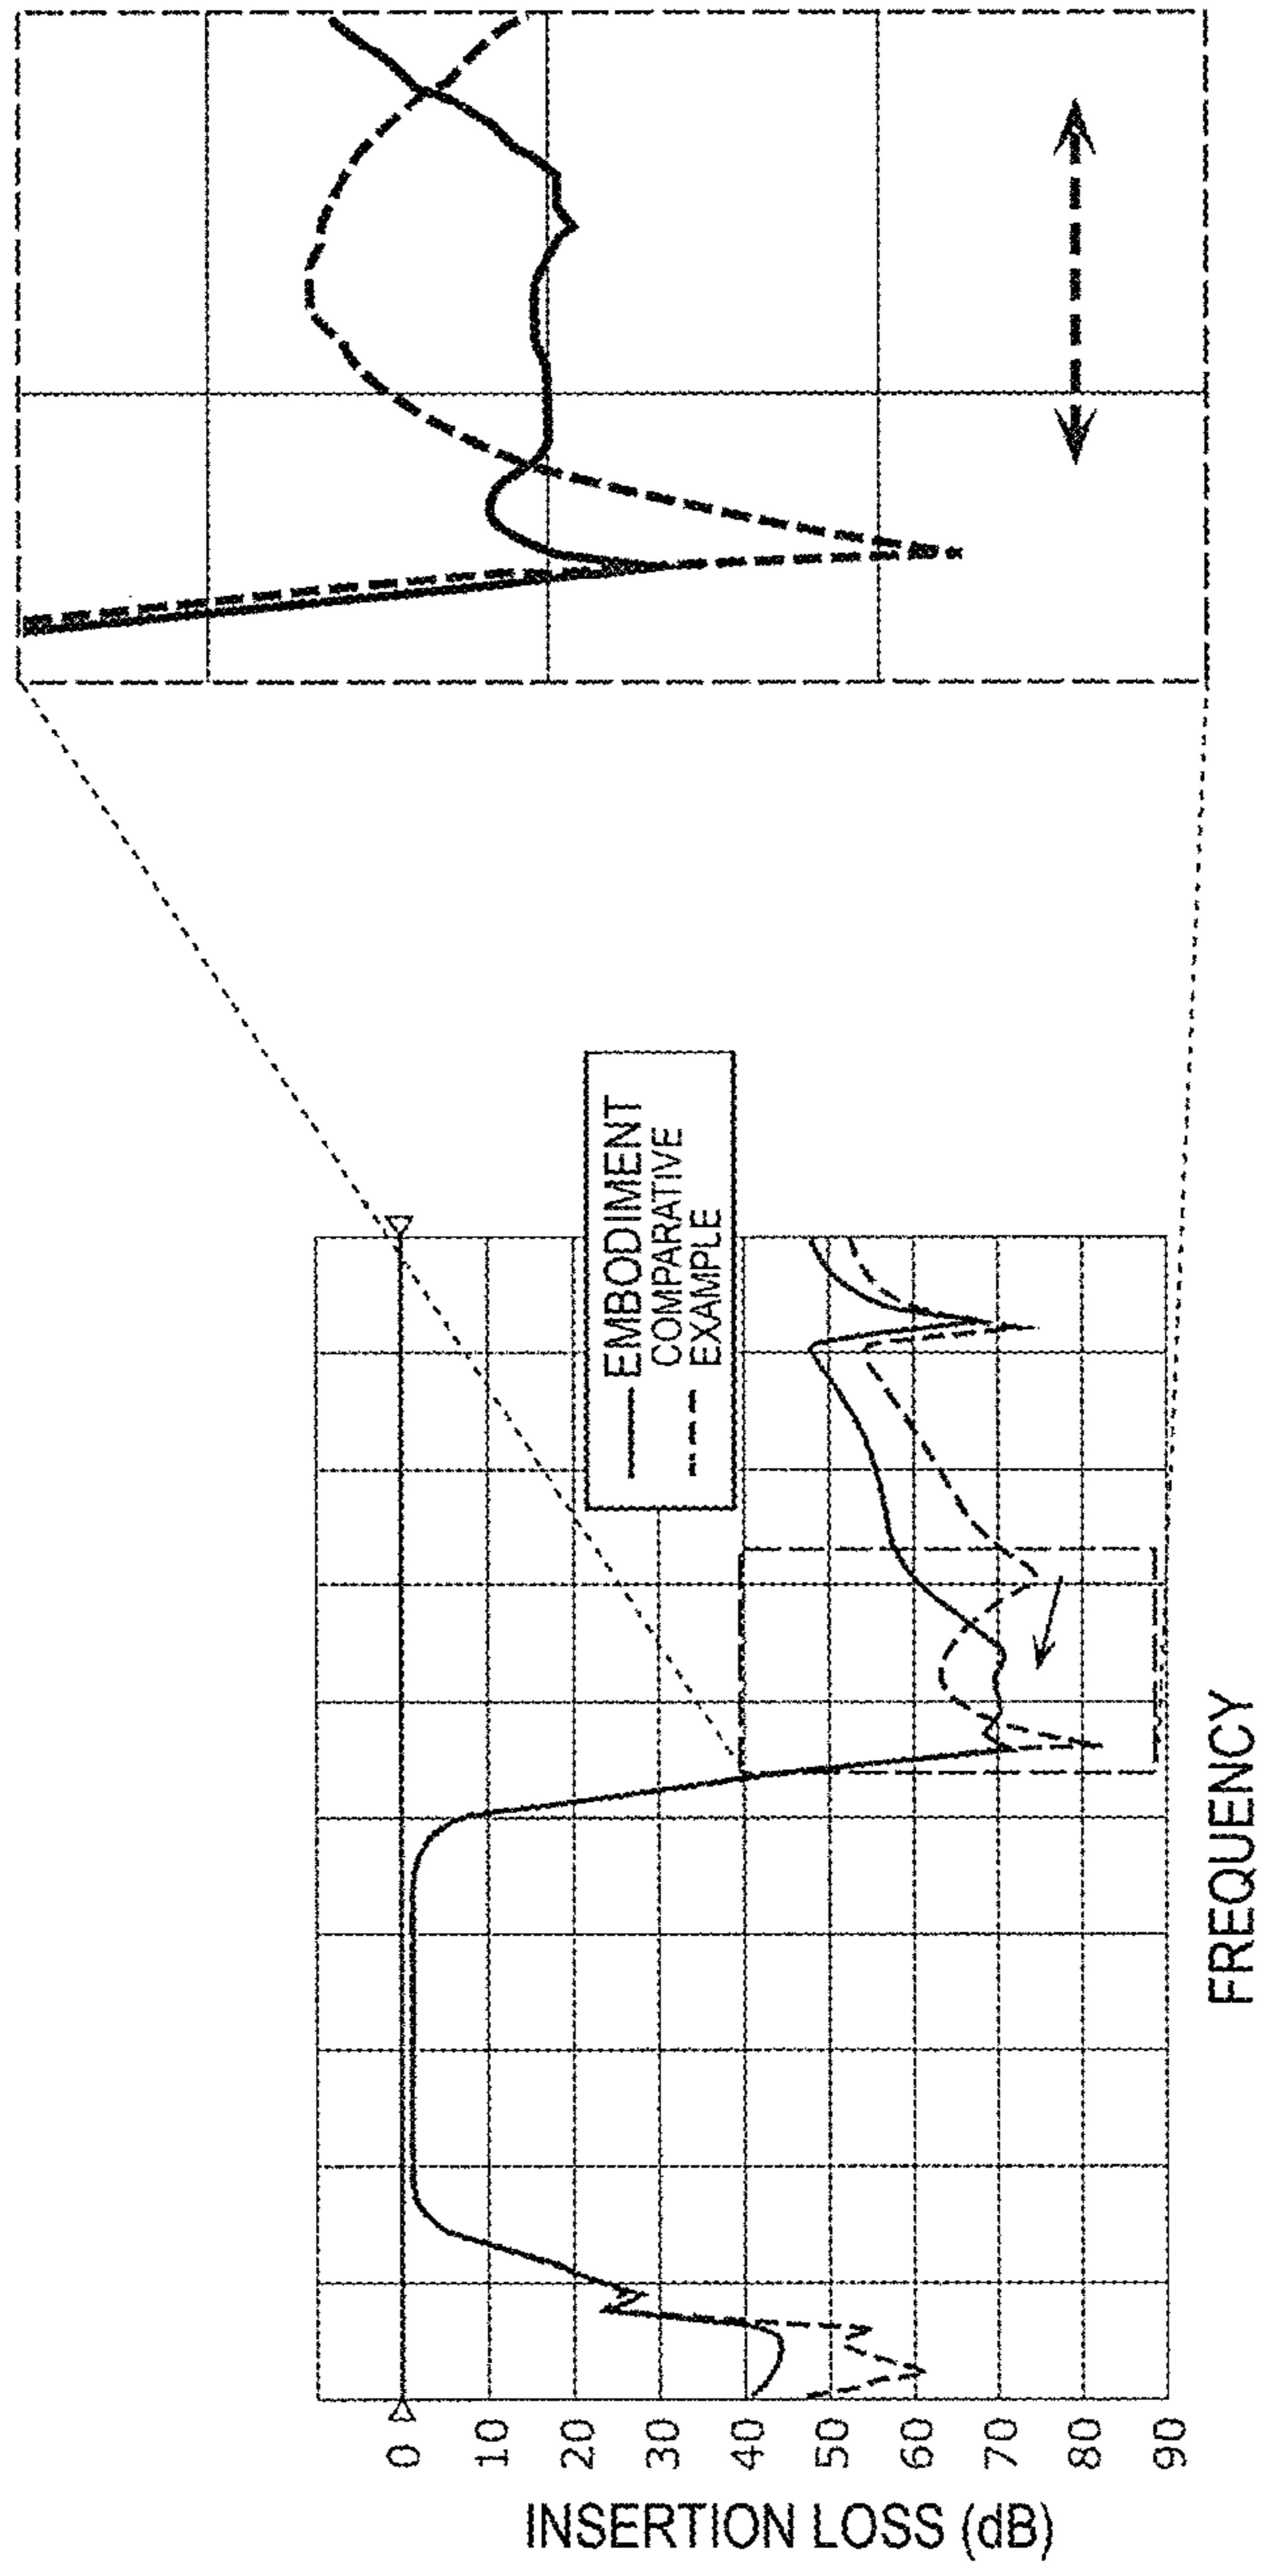 INSERTION LOSS (dB)
0
10
20
30
40
50
60
70
80
90
EMBODIMENT
COMPARATIVE
EXAMPLE
FREQUENCY